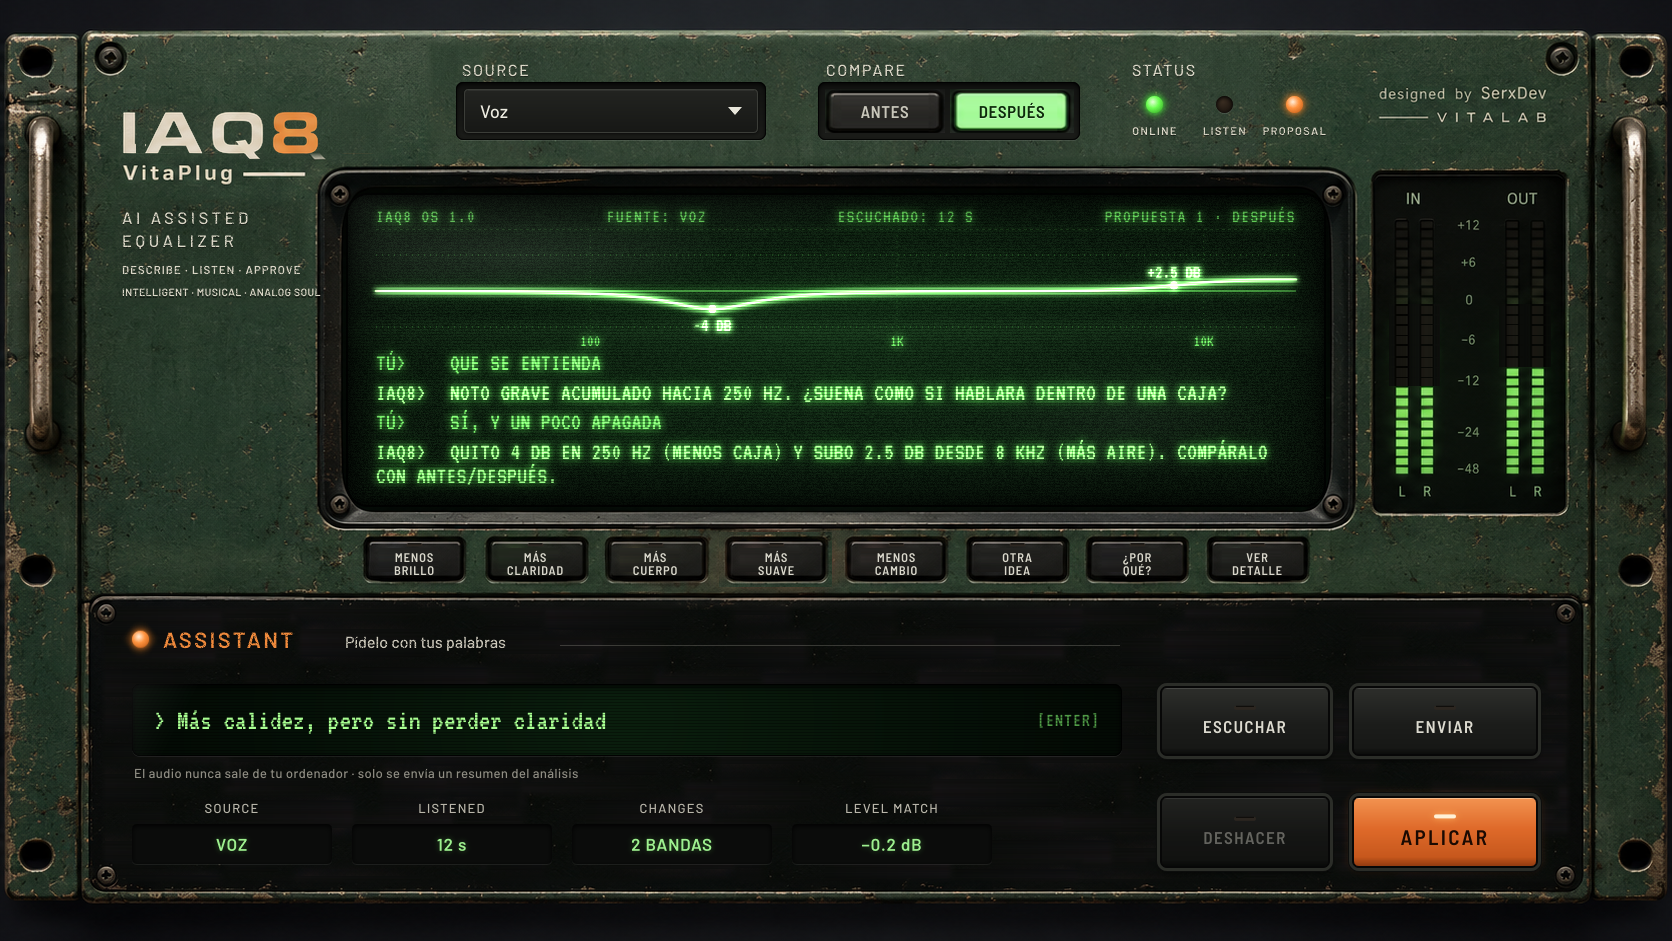 SOURCE
COMPARE
STATUS
Voz
ANTES
DESPUÉS
ONLINE
LISTEN
PROPOSAL
designed by SerxDev
VITALAB
IAQ8
VitaPlug
AI ASSISTED
EQUALIZER
DESCRIBE · LISTEN · APPROVE
INTELLIGENT · MUSICAL · ANALOG SOUL
IAQ8 OS 1.0
FUENTE: VOZ
ESCUCHADO: 12 S
PROPUESTA 1 · DESPUÉS
+2.5 DB
-4 DB
100
1K
10K
TÚ> QUE SE ENTIENDA
IAQ8> NOTO GRAVE ACUMULADO HACIA 250 HZ. ¿SUENA COMO SI HABLARA DENTRO DE UNA CAJA?
TÚ> SÍ, Y UN POCO APAGADA
IAQ8> QUITO 4 DB EN 250 HZ (MENOS CAJA) Y SUBO 2.5 DB DESDE 8 KHZ (MÁS AIRE). COMPÁRALO
CON ANTES/DESPUÉS.
IN
OUT
+12
+6
0
−6
−12
−24
−48
L R
L R
MENOS
BRILLO
MÁS
CLARIDAD
MÁS
CUERPO
MÁS
SUAVE
MENOS
CAMBIO
OTRA
IDEA
¿POR
QUÉ?
VER
DETALLE
ASSISTANT
Pídelo con tus palabras
> Más calidez, pero sin perder claridad
[ENTER]
El audio nunca sale de tu ordenador · solo se envía un resumen del análisis
ESCUCHAR
ENVIAR
SOURCE
VOZ
LISTENED
12 s
CHANGES
2 BANDAS
LEVEL MATCH
−0.2 dB
DESHACER
APLICAR